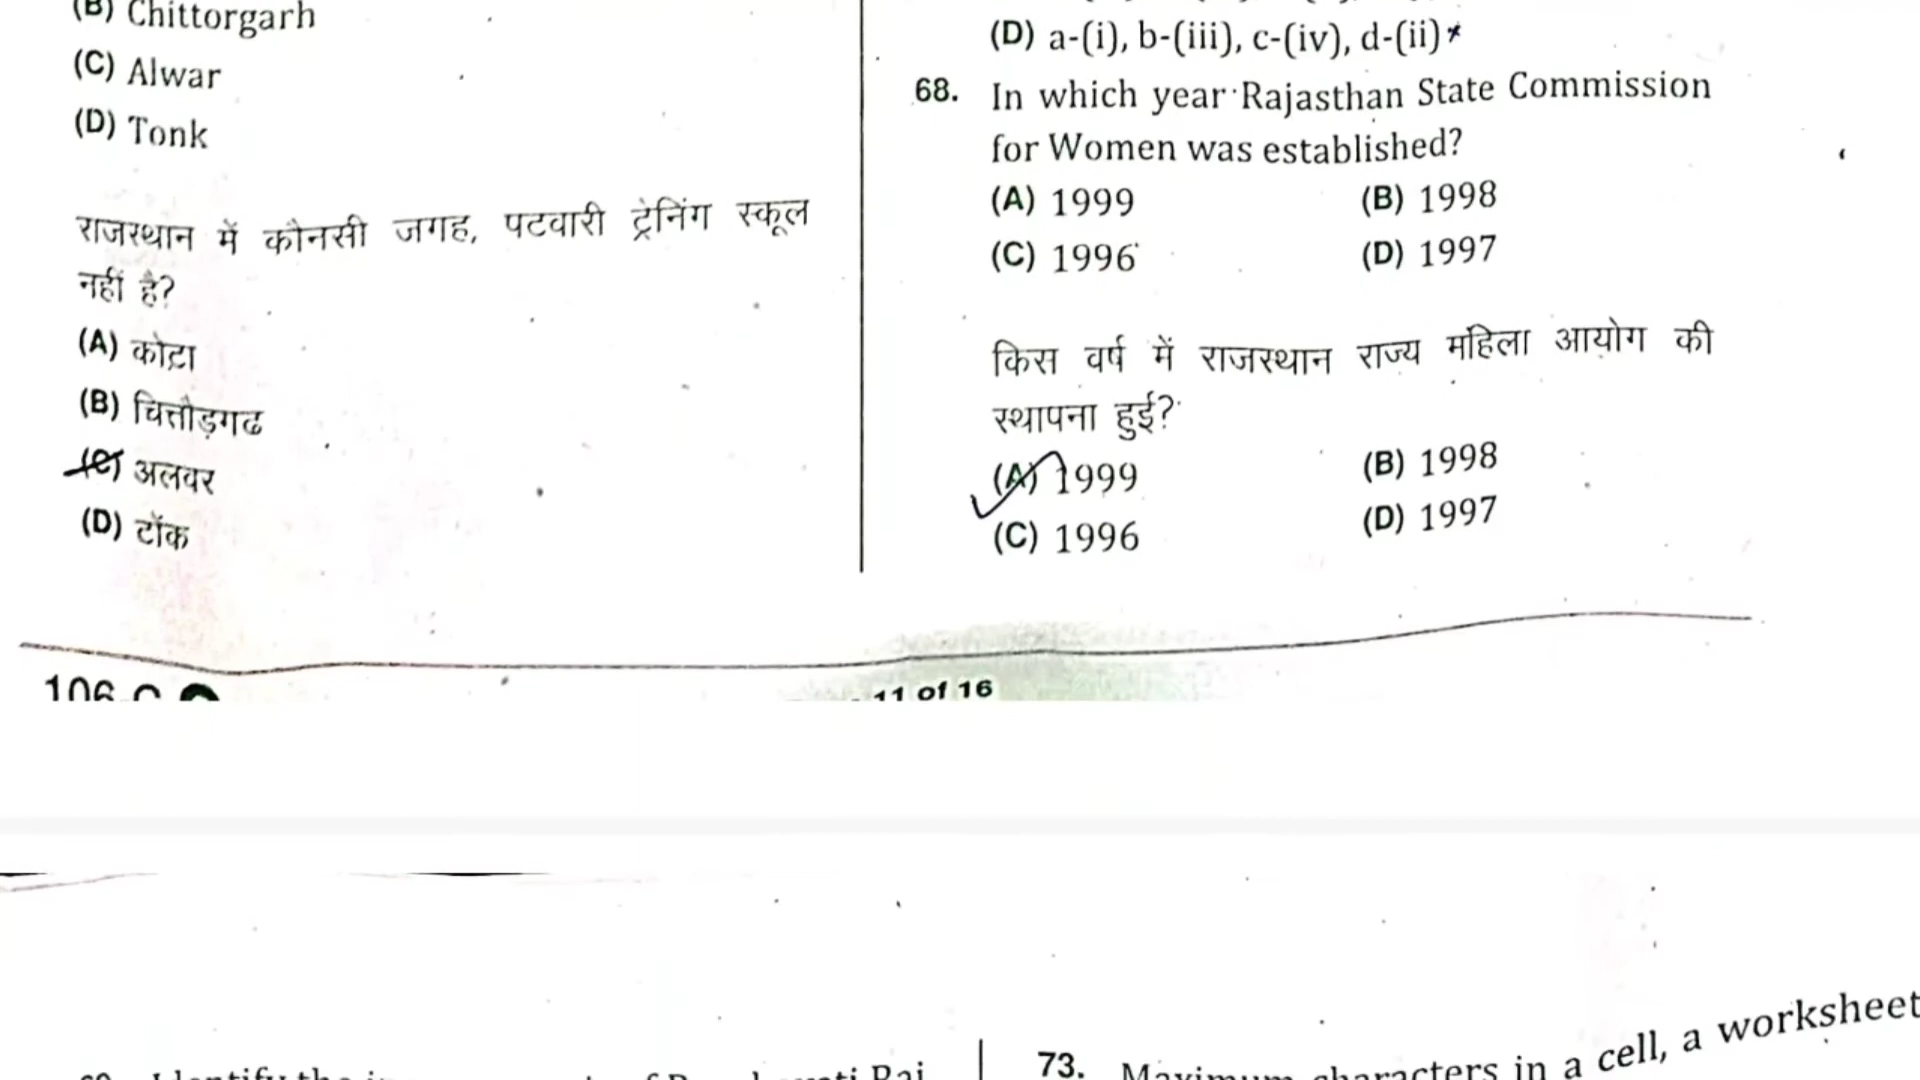 (B) Chittorgarh
(C) Alwar
(D) Tonk
राजस्थान में कौनसी जगह, पटवारी ट्रेनिंग स्कूल
नहीं है?
(A) कोटा
(B) चित्तौड़गढ
(C) अलवर
(D) टोंक
(D) a-(i), b-(iii), c-(iv), d-(ii)
68. In which year Rajasthan State Commission
for Women was established?
(A) 1999 (B) 1998
(C) 1996 (D) 1997
किस वर्ष में राजस्थान राज्य महिला आयोग की
स्थापना हुई?
(A) 1999 (B) 1998
(C) 1996 (D) 1997
106
11 of 16
73. Maximum characters in a cell, a worksheet